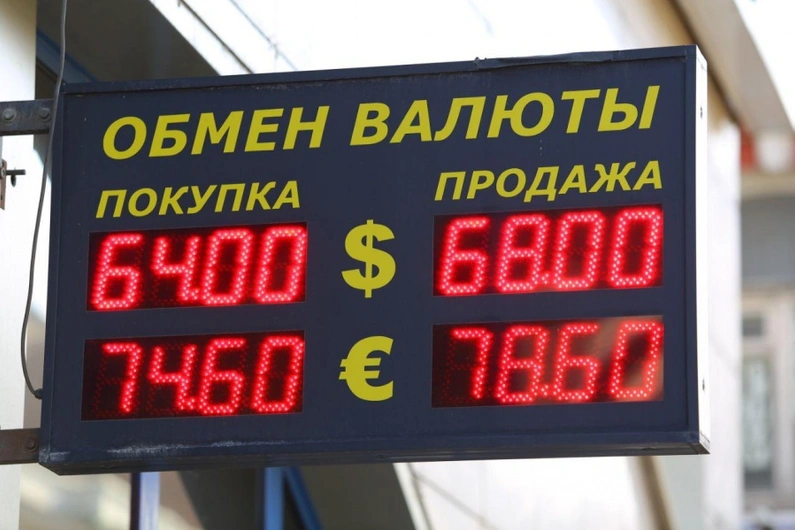 ОБМЕН ВАЛЮТЫ
ПОКУПКА ПРОДАЖА
64.00 $ 68.00
74.60 € 78.60